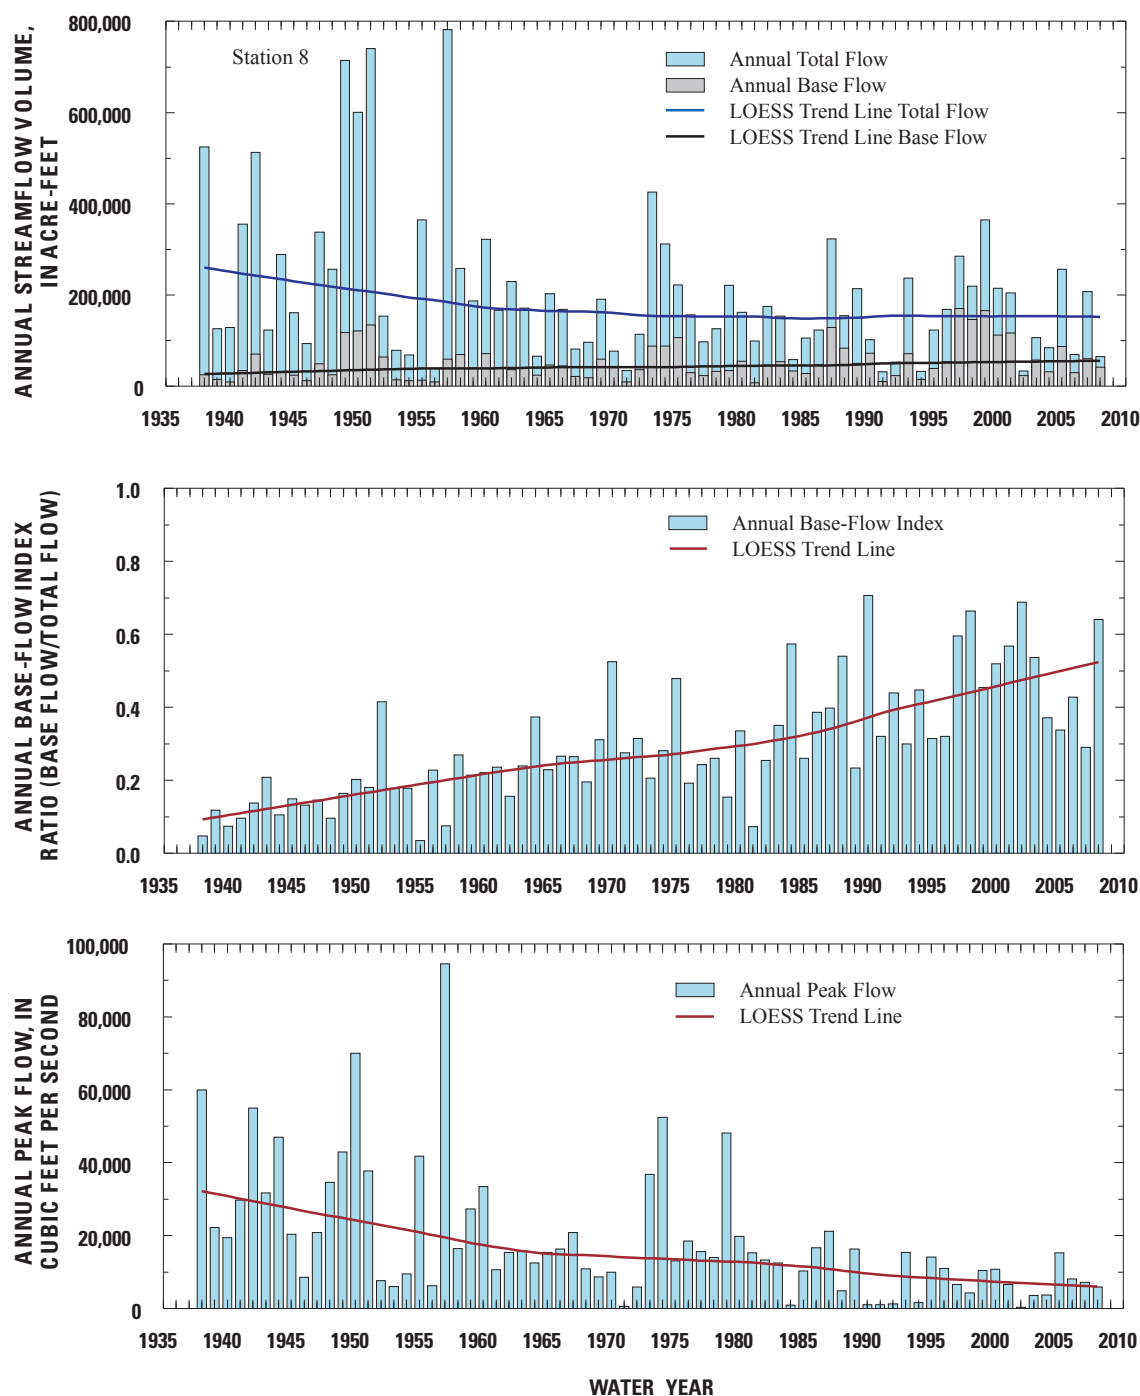 ANNUAL STREAMFLOW VOLUME,
IN ACRE-FEET
800,000
600,000
400,000
200,000
0
Station 8
Annual Total Flow
Annual Base Flow
LOESS Trend Line Total Flow
LOESS Trend Line Base Flow
1935 1940 1945 1950 1955 1960 1965 1970 1975 1980 1985 1990 1995 2000 2005 2010
ANNUAL BASE-FLOW INDEX
RATIO (BASE FLOW/TOTAL FLOW)
1.0
0.8
0.6
0.4
0.2
0.0
Annual Base-Flow Index
LOESS Trend Line
1935 1940 1945 1950 1955 1960 1965 1970 1975 1980 1985 1990 1995 2000 2005 2010
ANNUAL PEAK FLOW, IN
CUBIC FEET PER SECOND
100,000
80,000
60,000
40,000
20,000
0
Annual Peak Flow
LOESS Trend Line
1935 1940 1945 1950 1955 1960 1965 1970 1975 1980 1985 1990 1995 2000 2005 2010
WATER YEAR